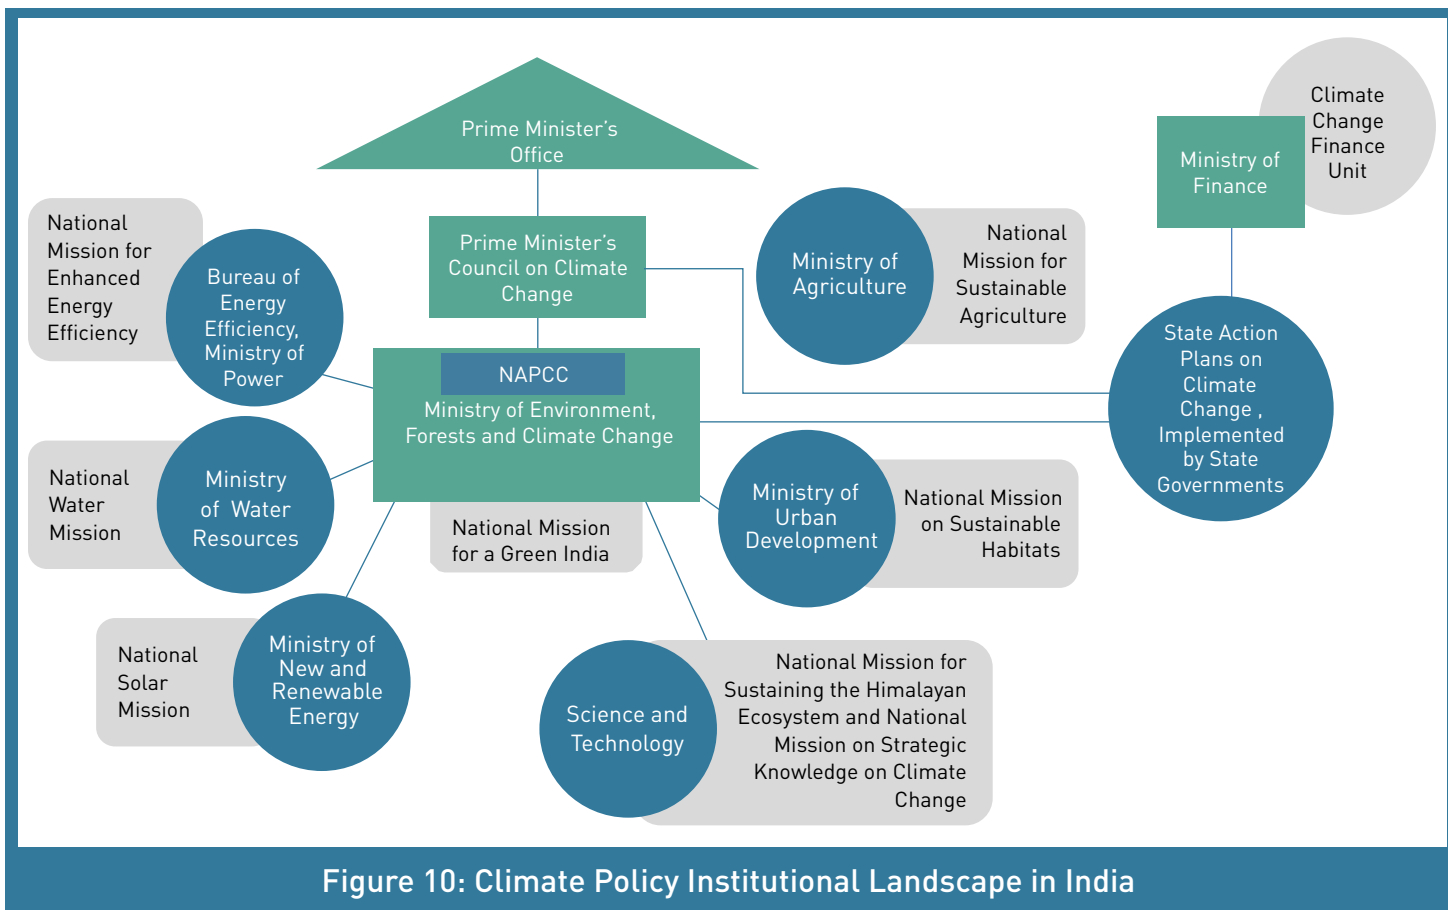 Prime Minister’s
Office
Climate
Change
Finance
Unit
Ministry of
Finance
National
Mission for
Enhanced
Energy
Efficiency
Bureau of
Energy
Efficiency,
Ministry of
Power
Prime Minister’s
Council on Climate
Change
Ministry of
Agriculture
National
Mission for
Sustainable
Agriculture
State Action
Plans on
Climate
Change ,
Implemented
by State
Governments
NAPCC
Ministry of Environment,
Forests and Climate Change
National
Water
Mission
Ministry
of Water
Resources
National Mission
for a Green India
Ministry of
Urban
Development
National Mission
on Sustainable
Habitats
National
Solar
Mission
Ministry of
New and
Renewable
Energy
Science and
Technology
National Mission for
Sustaining the Himalayan
Ecosystem and National
Mission on Strategic
Knowledge on Climate
Change
Figure 10: Climate Policy Institutional Landscape in India